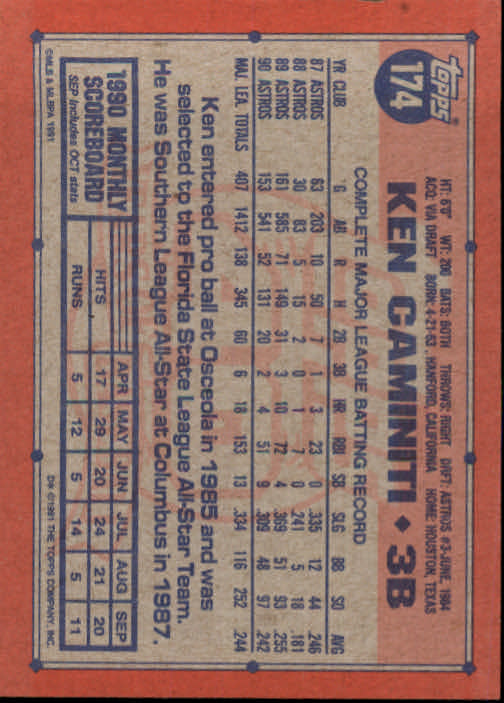 Topps
174
KEN CAMINITI ♦ 3B
HT: 6'0" WT: 200 BATS: BOTH THROWS: RIGHT DRFT: ASTROS #3-JUNE, 1984
ACQ: VIA DRAFT BORN: 4-21-63, HANFORD, CALIFORNIA HOME: HOUSTON, TEXAS
COMPLETE MAJOR LEAGUE BATTING RECORD
YR CLUB G AB R H 2B 3B HR RBI SB SLG BB SO AVG
87 ASTROS 63 203 10 50 7 1 3 23 0 .335 12 44 .246
88 ASTROS 30 83 5 15 2 0 1 7 0 .241 5 18 .181
89 ASTROS 161 585 71 149 31 3 10 72 4 .369 51 93 .255
90 ASTROS 153 541 52 131 20 2 4 51 9 .309 48 97 .242
MAJ. LEA. TOTALS 407 1412 138 345 60 6 18 153 13 .334 116 252 .244
Ken entered pro ball at Osceola in 1985 and was
selected to the Florida State League All-Star Team.
He was Southern League All-Star at Columbus in 1987.
1990 MONTHLY
SCOREBOARD
SEP includes OCT stats
APR MAY JUN JUL AUG SEP
HITS 17 29 20 24 21 20
RUNS 5 12 5 14 5 11
©MLB & MLBPA 1991
D* ©1991 THE TOPPS COMPANY, INC.